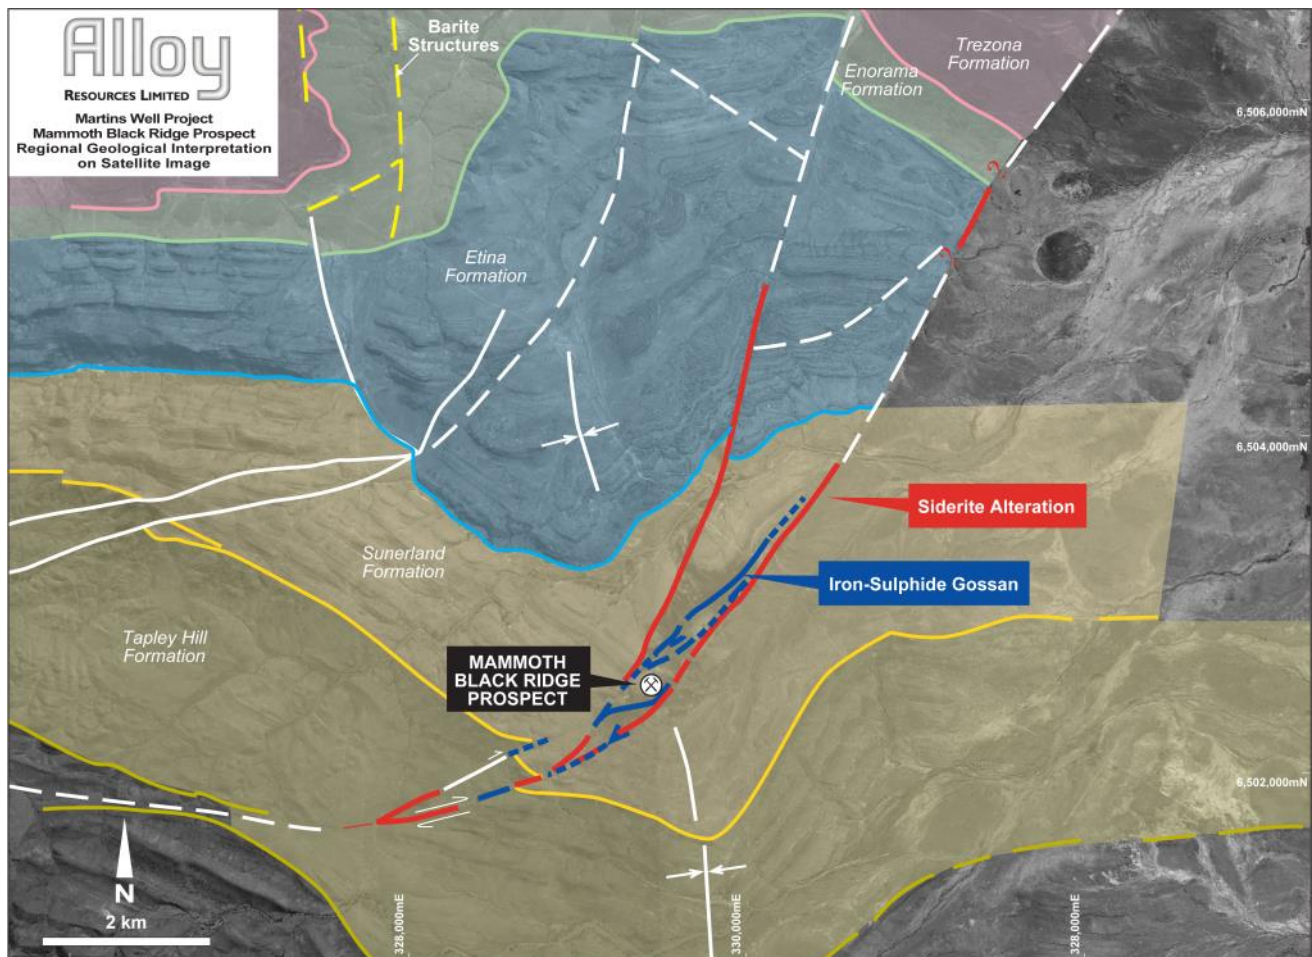 Alloy
RESOURCES LIMITED
Martins Well Project
Mammoth Black Ridge Prospect
Regional Geological Interpretation
on Satellite Image
Barite
Structures
Trezona
Formation
Enorama
Formation
6,506,000mN
?
?
Etina
Formation
6,504,000mN
Siderite Alteration
Sunerland
Formation
Iron-Sulphide Gossan
Tapley Hill
Formation
MAMMOTH
BLACK RIDGE
PROSPECT
6,502,000mN
N
2 km
328,000mE
330,000mE
328,000mE